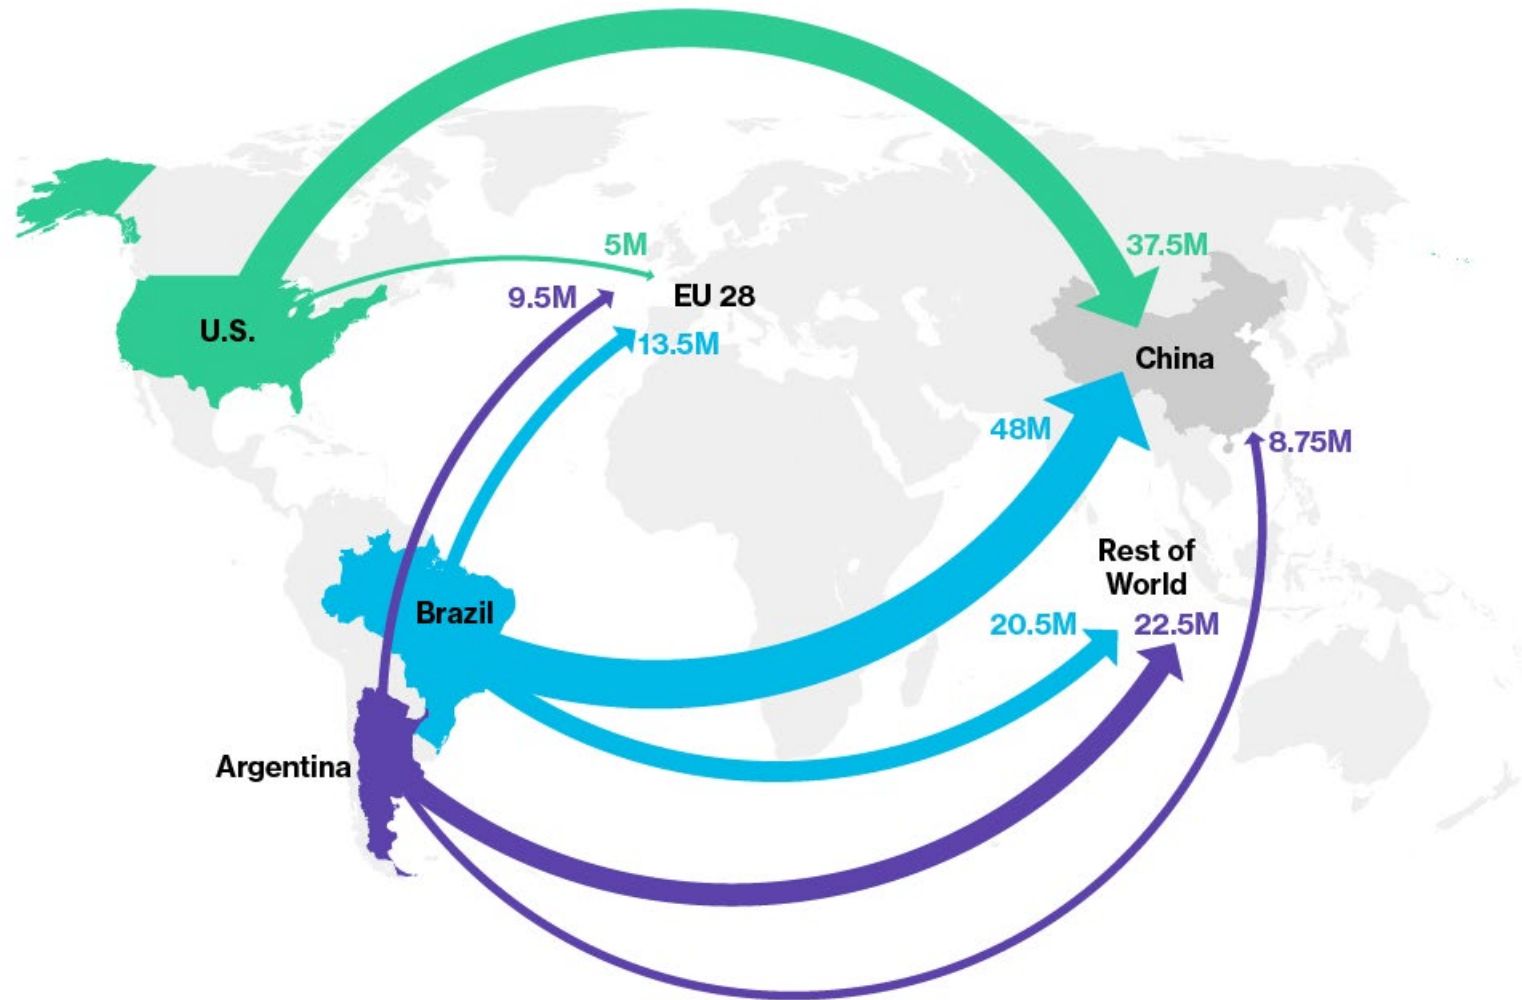 5M
37.5M
9.5M
EU 28
U.S.
13.5M
China
48M
8.75M
Rest of
World
Brazil
20.5M
22.5M
Argentina